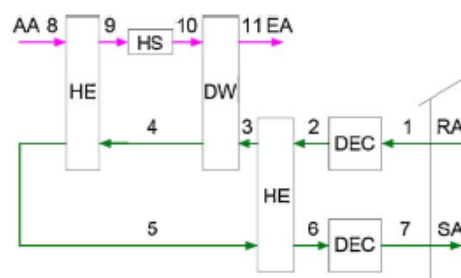 AA 8 9 10 11 EA
HS
HE DW
4 3 2 1 RA
DEC
HE
5 6 7 SA
DEC